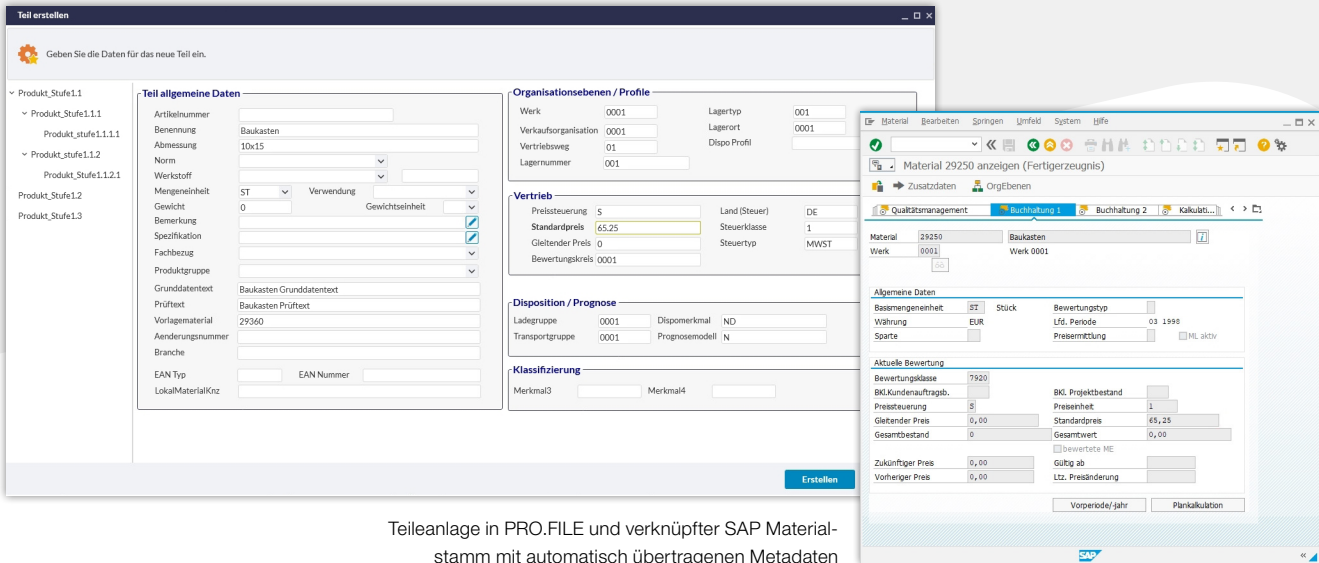 Teil erstellen
Geben Sie die Daten für das neue Teil ein.
Produkt_Stufe1.1
Produkt_Stufe1.1.1
Produkt_stufe1.1.1.1
Produkt_stufe1.1.2
Produkt_Stufe1.1.2.1
Produkt_Stufe1.2
Produkt_Stufe1.3
Teil allgemeine Daten
Artikelnummer
Benennung Baukasten
Abmessung 10x15
Norm
Werkstoff
Mengeneinheit ST Verwendung
Gewicht 0 Gewichtseinheit
Bemerkung
Spezifikation
Fachbezug
Produktgruppe
Grunddatentext Baukasten Grunddatentext
Prüftext Baukasten Prüftext
Vorlagematerial 29360
Aenderungsnummer
Branche
EAN Typ EAN Nummer
LokalMaterialKnz
Organisationsebenen / Profile
Werk 0001 Lagertyp 001
Verkaufsorganisation 0001 Lagerort 0001
Vertriebsweg 01 Dispo Profil
Lagernummer 001
Vertrieb
Preissteuerung S Land (Steuer) DE
Standardpreis 65.25 Steuerklasse 1
Gleitender Preis 0 Steuertyp MWST
Bewertungskreis 0001
Disposition / Prognose
Ladegruppe 0001 Dispomerkmal ND
Transportgruppe 0001 Prognosemodell N
Klassifizierung
Merkmal3 Merkmal4
Erstellen
Material Bearbeiten Springen Umfeld System Hilfe
Material 29250 anzeigen (Fertigerzeugnis)
Zusatzdaten OrgEbenen
Qualitätsmanagement Buchhaltung 1 Buchhaltung 2 Kalkulati...
Material 29250 Baukasten
Werk 0001 Werk 0001
Allgemeine Daten
Basismengeneinheit ST Stück Bewertungstyp
Währung EUR Lfd. Periode 03 1998
Sparte Preisermittlung ML aktiv
Aktuelle Bewertung
Bewertungsklasse 7920
BKl.Kundenauftragsb. BKl. Projektbestand
Preissteuerung S Preiseinheit 1
Gleitender Preis 0,00 Standardpreis 65,25
Gesamtbestand 0 Gesamtwert 0,00
bewertete ME
Zukünftiger Preis 0,00 Gültig ab
Vorheriger Preis 0,00 Ltz. Preisänderung
Vorperiode/-jahr Plankalkulation
SAP
Teileanlage in PRO.FILE und verknüpfter SAP Material-
stamm mit automatisch übertragenen Metadaten